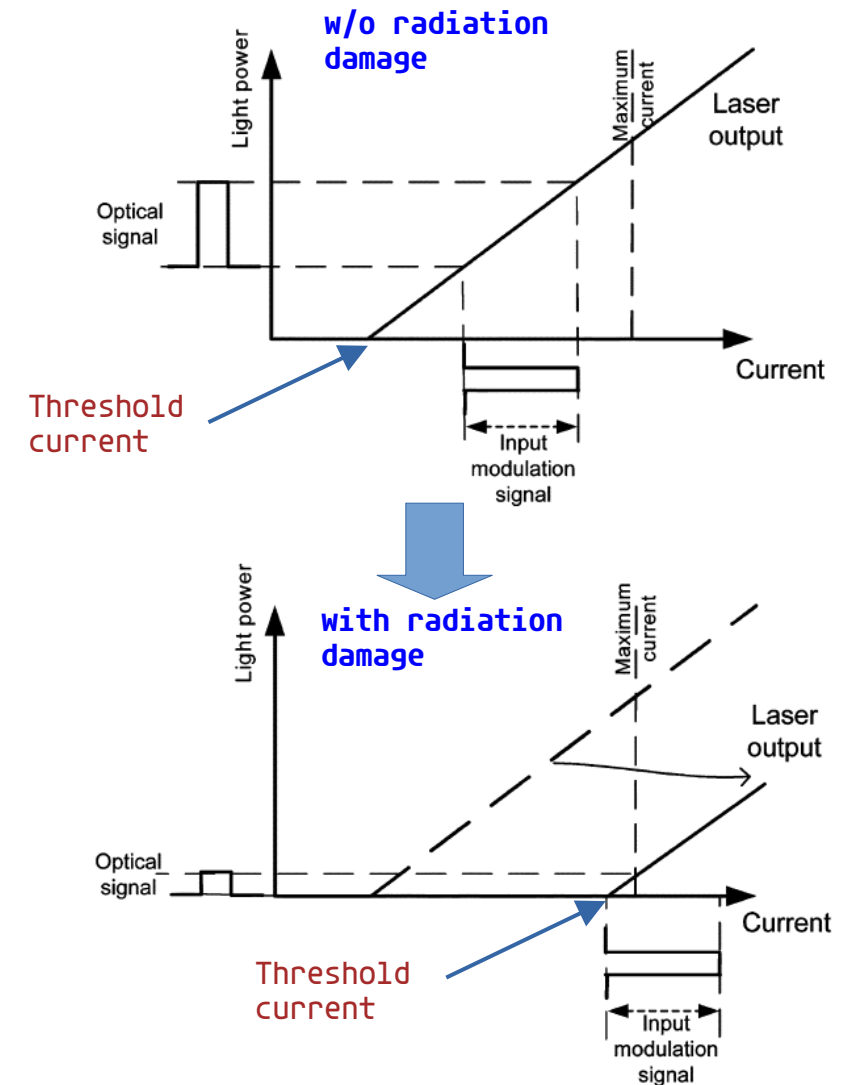 w/o radiation
damage
Light power
Maximum
current
Laser
output
Optical
signal
Current
Threshold
current
Input
modulation
signal
with radiation
damage
Light power
Maximum
current
Laser
output
Optical
signal
Current
Threshold
current
Input
modulation
signal